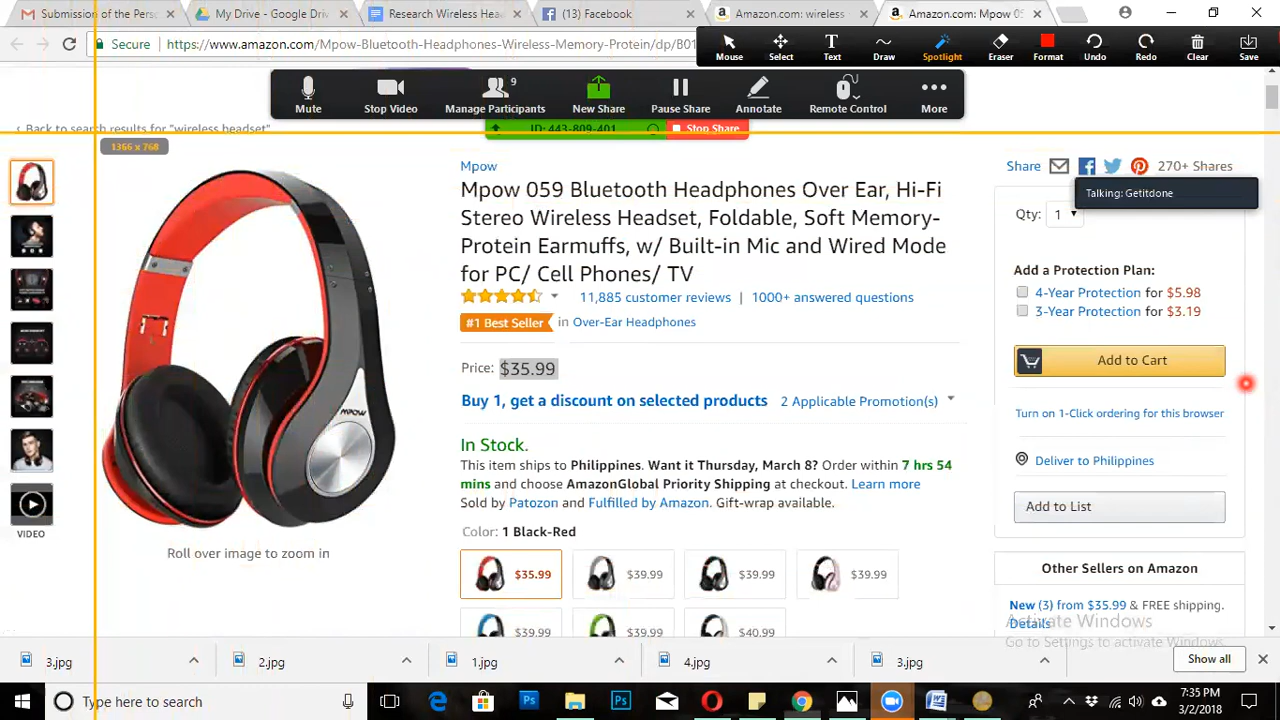 Submission of the Perso
My Drive - Google Driv
Research Wireless Hea
(13) Facebook
Amazon.com: wireless
Amazon.com: Mpow 05
Secure
https://www.amazon.com/Mpow-Bluetooth-Headphones-Wireless-Memory-Protein/dp/B01
Mouse
Select
Text
Draw
Spotlight
Eraser
Format
Undo
Redo
Clear
Save
Mute
Stop Video
9
Manage Participants
New Share
Pause Share
Annotate
Remote Control
More
ID: 443-809-401
Stop Share
Back to search results for "wireless headset"
1366 x 768
Mpow
Mpow 059 Bluetooth Headphones Over Ear, Hi-Fi
Stereo Wireless Headset, Foldable, Soft Memory-
Protein Earmuffs, w/ Built-in Mic and Wired Mode
for PC/ Cell Phones/ TV
11,885 customer reviews | 1000+ answered questions
#1 Best Seller in Over-Ear Headphones
Price: $35.99
Buy 1, get a discount on selected products 2 Applicable Promotion(s)
In Stock.
This item ships to Philippines. Want it Thursday, March 8? Order within 7 hrs 54
mins and choose AmazonGlobal Priority Shipping at checkout. Learn more
Sold by Patozon and Fulfilled by Amazon. Gift-wrap available.
Color: 1 Black-Red
$35.99
$39.99
$39.99
$39.99
$39.99
$39.99
$40.99
MPOW
Roll over image to zoom in
VIDEO
Share
270+ Shares
Talking: Getitdone
Qty: 1
Add a Protection Plan:
4-Year Protection for $5.98
3-Year Protection for $3.19
Add to Cart
Turn on 1-Click ordering for this browser
Deliver to Philippines
Add to List
Other Sellers on Amazon
New (3) from $35.99 & FREE shipping.
Details
Activate Windows
Go to Settings to activate Windows.
3.jpg
2.jpg
1.jpg
4.jpg
3.jpg
Show all
Type here to search
7:35 PM
3/2/2018